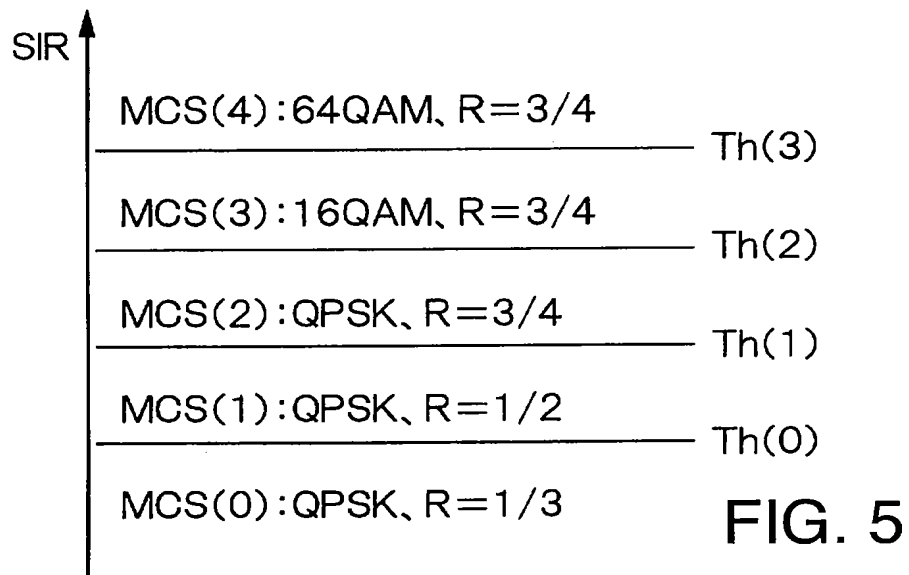 SIR
MCS(4):64QAM、R=3/4
Th(3)
MCS(3):16QAM、R=3/4
Th(2)
MCS(2):QPSK、R=3/4
Th(1)
MCS(1):QPSK、R=1/2
Th(0)
MCS(0):QPSK、R=1/3
FIG. 5